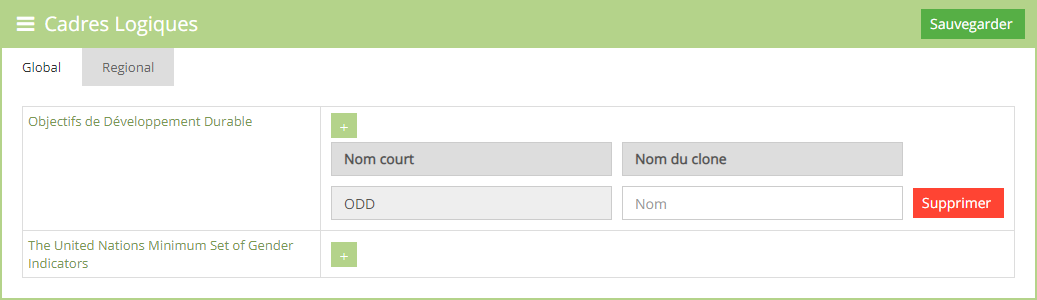 Cadres Logiques
Sauvegarder
Global
Regional
Objectifs de Développement Durable
+
Nom court
Nom du clone
ODD
Nom
Supprimer
The United Nations Minimum Set of Gender
Indicators
+